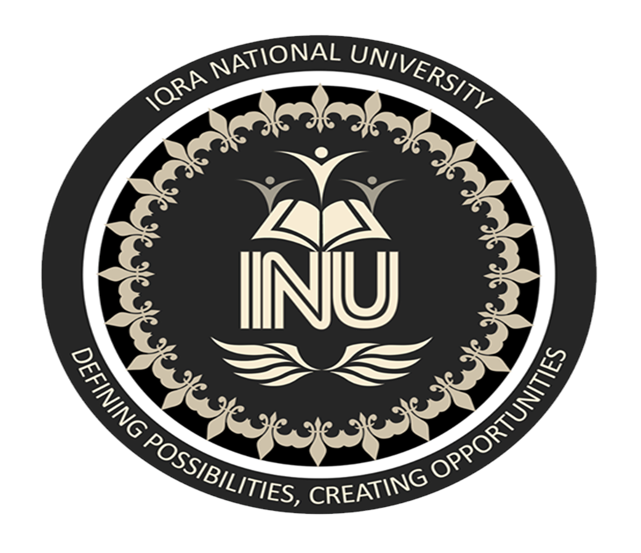 IQRA NATIONAL UNIVERSITY
INU
DEFINING POSSIBILITIES, CREATING OPPORTUNITIES